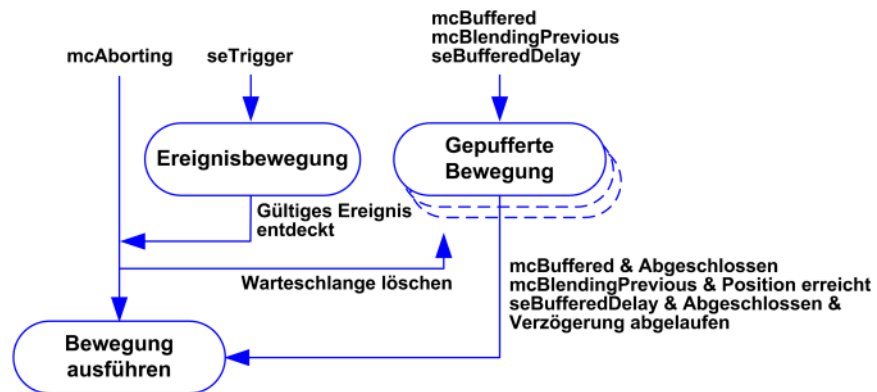 mcBuffered
mcBlendingPrevious
seBufferedDelay
mcAborting
seTrigger
Ereignisbewegung
Gepufferte
Bewegung
Gültiges Ereignis
entdeckt
Warteschlange löschen
mcBuffered & Abgeschlossen
mcBlendingPrevious & Position erreicht
seBufferedDelay & Abgeschlossen &
Verzögerung abgelaufen
Bewegung
ausführen